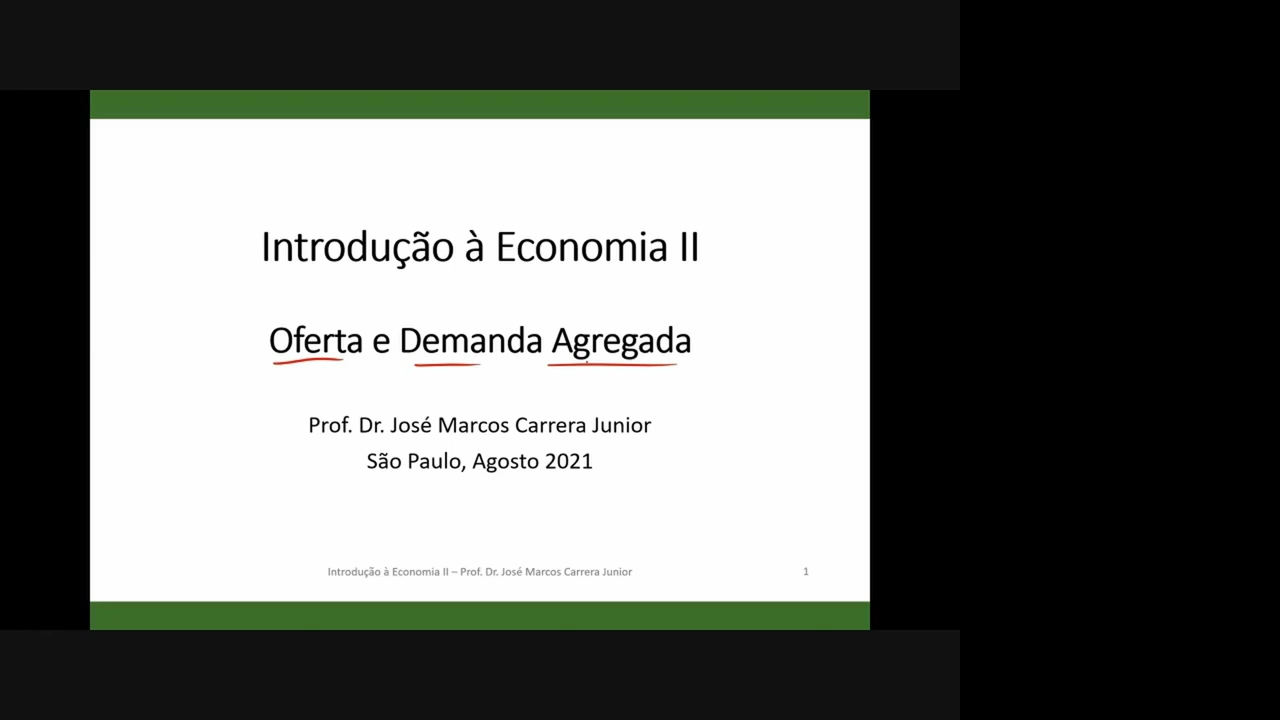 Introdução à Economia II
Oferta e Demanda Agregada
Prof. Dr. José Marcos Carrera Junior
São Paulo, Agosto 2021
Introdução à Economia II – Prof. Dr. José Marcos Carrera Junior
1